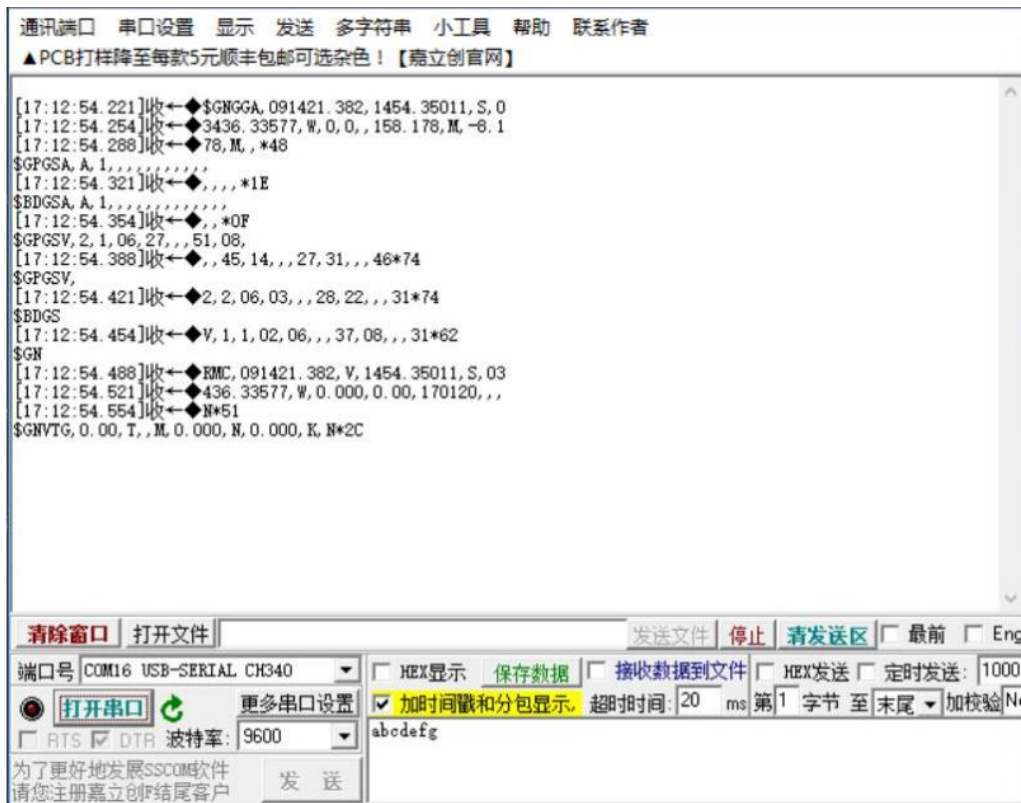 通讯端口 串口设置 显示 发送 多字符串 小工具 帮助 联系作者
▲PCB打样降至每款5元顺丰包邮可选杂色！【嘉立创官网】
[17:12:54.221]收←◆$GNGGA,091421.382,1454.35011,S,0
[17:12:54.254]收←◆3436.33577,W,0,0,,158.178,M,-8.1
[17:12:54.288]收←◆78,M,,*48
$GPGSA,A,1,,,,,,,,,,,
[17:12:54.321]收←◆,,,,*1E
$BDGSA,A,1,,,,,,,,,,,,,
[17:12:54.354]收←◆,,*0F
$GPGSV,2,1,06,27,,,51,08,
[17:12:54.388]收←◆,,45,14,,,27,31,,,46*74
$GPGSV,
[17:12:54.421]收←◆2,2,06,03,,,28,22,,,31*74
$BDGS
[17:12:54.454]收←◆V,1,1,02,06,,,37,08,,,31*62
$GN
[17:12:54.488]收←◆RMC,091421.382,V,1454.35011,S,03
[17:12:54.521]收←◆436.33577,W,0.000,0.00,170120,,,
[17:12:54.554]收←◆N*51
$GNVTG,0.00,T,,M,0.000,N,0.000,K,N*2C
清除窗口 打开文件 发送文件 停止 清发送区 最前 Eng
端口号 COM16 USB-SERIAL CH340 HEX显示 保存数据 接收数据到文件 HEX发送 定时发送: 1000
打开串口 更多串口设置 加时间戳和分包显示, 超时时间: 20 ms 第1 字节 至 末尾 加校验
RTS DTR 波特率: 9600 abcdefg
为了更好地发展SSCOM软件
请您注册嘉立创F结尾客户
发 送